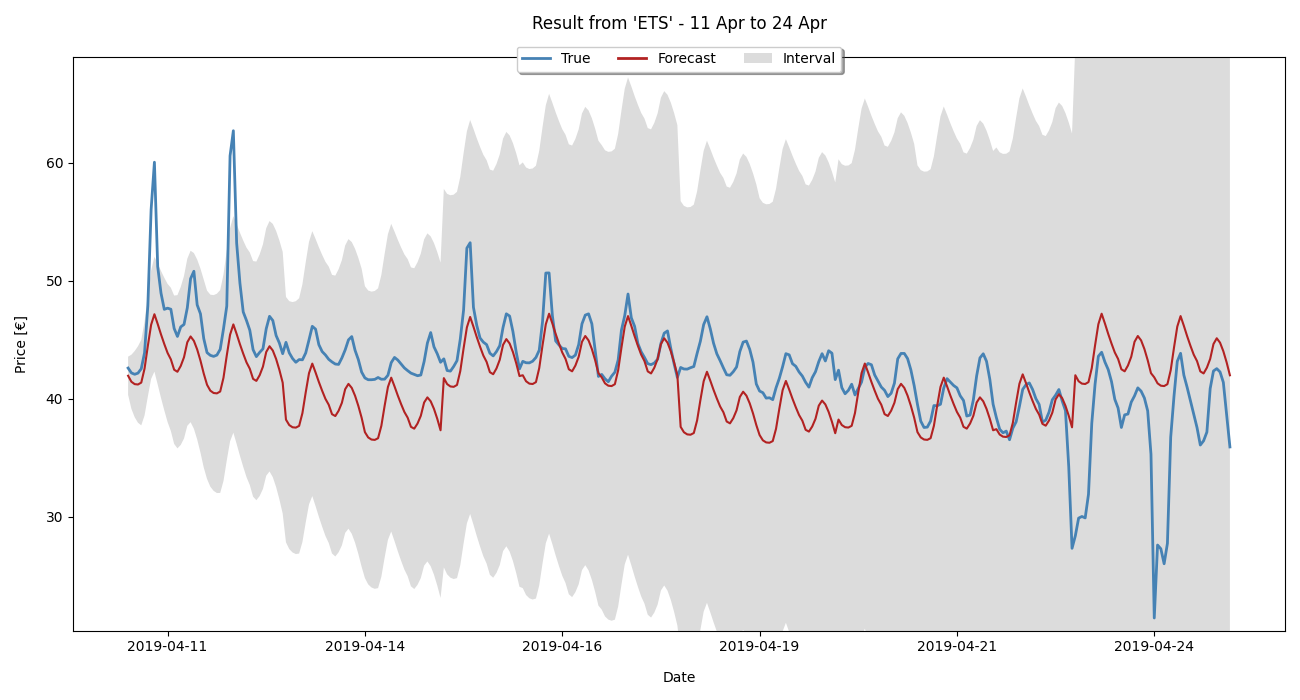 Result from 'ETS' - 11 Apr to 24 Apr
True Forecast Interval
Price [€]
60
50
40
30
2019-04-11 2019-04-14 2019-04-16 2019-04-19 2019-04-21 2019-04-24
Date